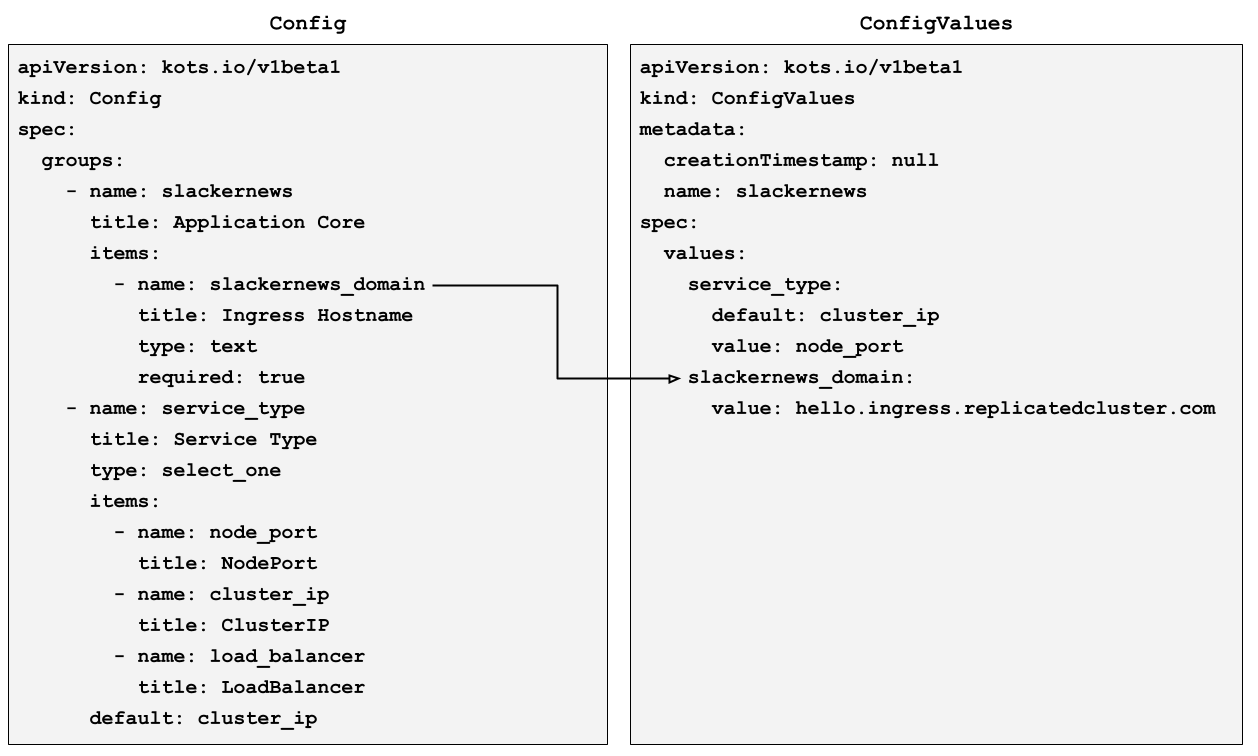 Config
apiVersion: kots.io/v1beta1
kind: Config
spec:
  groups:
    - name: slackernews
      title: Application Core
      items:
        - name: slackernews_domain
          title: Ingress Hostname
          type: text
          required: true
    - name: service_type
      title: Service Type
      type: select_one
      items:
        - name: node_port
          title: NodePort
        - name: cluster_ip
          title: ClusterIP
        - name: load_balancer
          title: LoadBalancer
      default: cluster_ip
ConfigValues
apiVersion: kots.io/v1beta1
kind: ConfigValues
metadata:
  creationTimestamp: null
  name: slackernews
spec:
  values:
    service_type:
      default: cluster_ip
      value: node_port
    slackernews_domain:
      value: hello.ingress.replicatedcluster.com